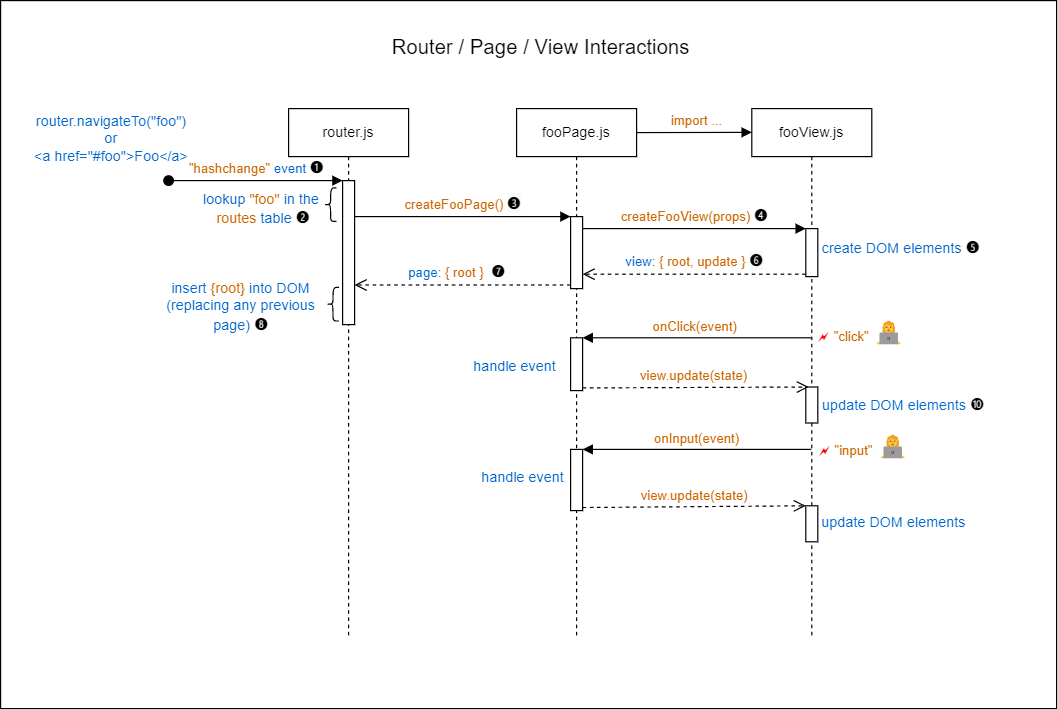 Router / Page / View Interactions
router.navigateTo("foo")
or
<a href="#foo">Foo</a>
router.js
fooPage.js
import ...
fooView.js
"hashchange" event ❶
lookup "foo" in the
routes table ❷
createFooPage() ❸
createFooView(props) ❹
create DOM elements ❺
view: { root, update } ❻
page: { root } ❼
insert {root} into DOM
(replacing any previous
page) ❽
onClick(event)
"click"
handle event
view.update(state)
update DOM elements ❿
onInput(event)
"input"
handle event
view.update(state)
update DOM elements